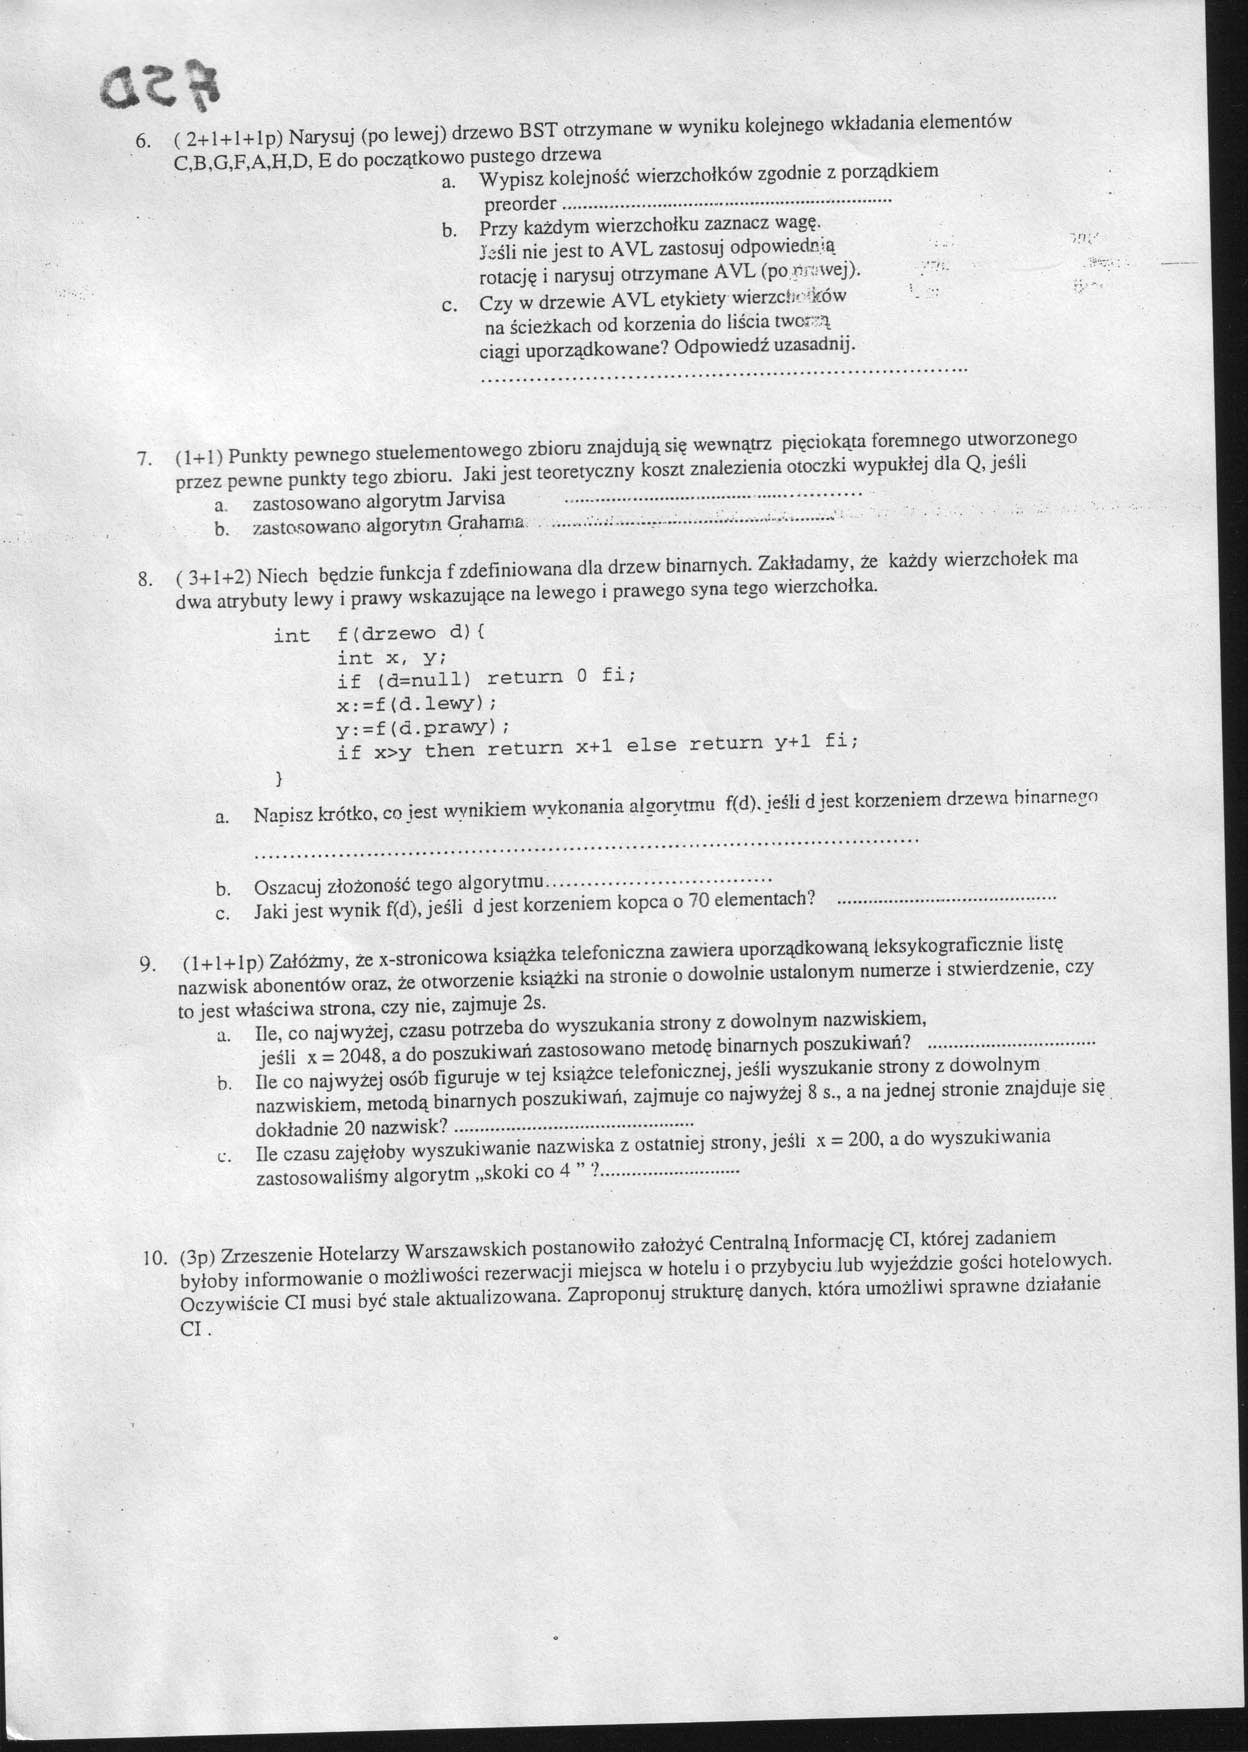 ASD
6. ( 2+1+1+1p) Narysuj (po lewej) drzewo BST otrzymane w wyniku kolejnego wkładania elementów
C,B,G,F,A,H,D, E do początkowo pustego drzewa
a. Wypisz kolejność wierzchołków zgodnie z porządkiem
preorder ..........
b. Przy każdym wierzchołku zaznacz wagę.
Jeśli nie jest to AVL zastosuj odpowiednią
rotację i narysuj otrzymane AVL (po prawej).
c. Czy w drzewie AVL etykiety wierzchołków
na ścieżkach od korzenia do liścia tworzą
ciągi uporządkowane? Odpowiedź uzasadnij.
..........
7. (1+1) Punkty pewnego stuelementowego zbioru znajdują się wewnątrz pięciokąta foremnego utworzonego
przez pewne punkty tego zbioru. Jaki jest teoretyczny koszt znalezienia otoczki wypukłej dla Q, jeśli
a. zastosowano algorytm Jarvisa ..........
b. zastosowano algorytm Grahama ..........
8. ( 3+1+2) Niech będzie funkcja f zdefiniowana dla drzew binarnych. Zakładamy, że każdy wierzchołek ma
dwa atrybuty lewy i prawy wskazujące na lewego i prawego syna tego wierzchołka.
int f(drzewo d){
int x, y;
if (d=null) return 0 fi;
x:=f(d.lewy);
y:=f(d.prawy);
if x>y then return x+1 else return y+1 fi;
}
a. Napisz krótko, co jest wynikiem wykonania algorytmu f(d), jeśli d jest korzeniem drzewa binarnego
..........
b. Oszacuj złożoność tego algorytmu..........
c. Jaki jest wynik f(d), jeśli d jest korzeniem kopca o 70 elementach? ..........
9. (1+1+1p) Załóżmy, że x-stronicowa książka telefoniczna zawiera uporządkowaną leksykograficznie listę
nazwisk abonentów oraz, że otworzenie książki na stronie o dowolnie ustalonym numerze i stwierdzenie, czy
to jest właściwa strona, czy nie, zajmuje 2s.
a. Ile, co najwyżej, czasu potrzeba do wyszukania strony z dowolnym nazwiskiem,
jeśli x = 2048, a do poszukiwań zastosowano metodę binarnych poszukiwań? ..........
b. Ile co najwyżej osób figuruje w tej książce telefonicznej, jeśli wyszukanie strony z dowolnym
nazwiskiem, metodą binarnych poszukiwań, zajmuje co najwyżej 8 s., a na jednej stronie znajduje się
dokładnie 20 nazwisk? ..........
c. Ile czasu zajęłoby wyszukiwanie nazwiska z ostatniej strony, jeśli x = 200, a do wyszukiwania
zastosowaliśmy algorytm „skoki co 4 ” ?..........
10. (3p) Zrzeszenie Hotelarzy Warszawskich postanowiło założyć Centralną Informację CI, której zadaniem
byłoby informowanie o możliwości rezerwacji miejsca w hotelu i o przybyciu lub wyjeździe gości hotelowych.
Oczywiście CI musi być stale aktualizowana. Zaproponuj strukturę danych, która umożliwi sprawne działanie
CI .